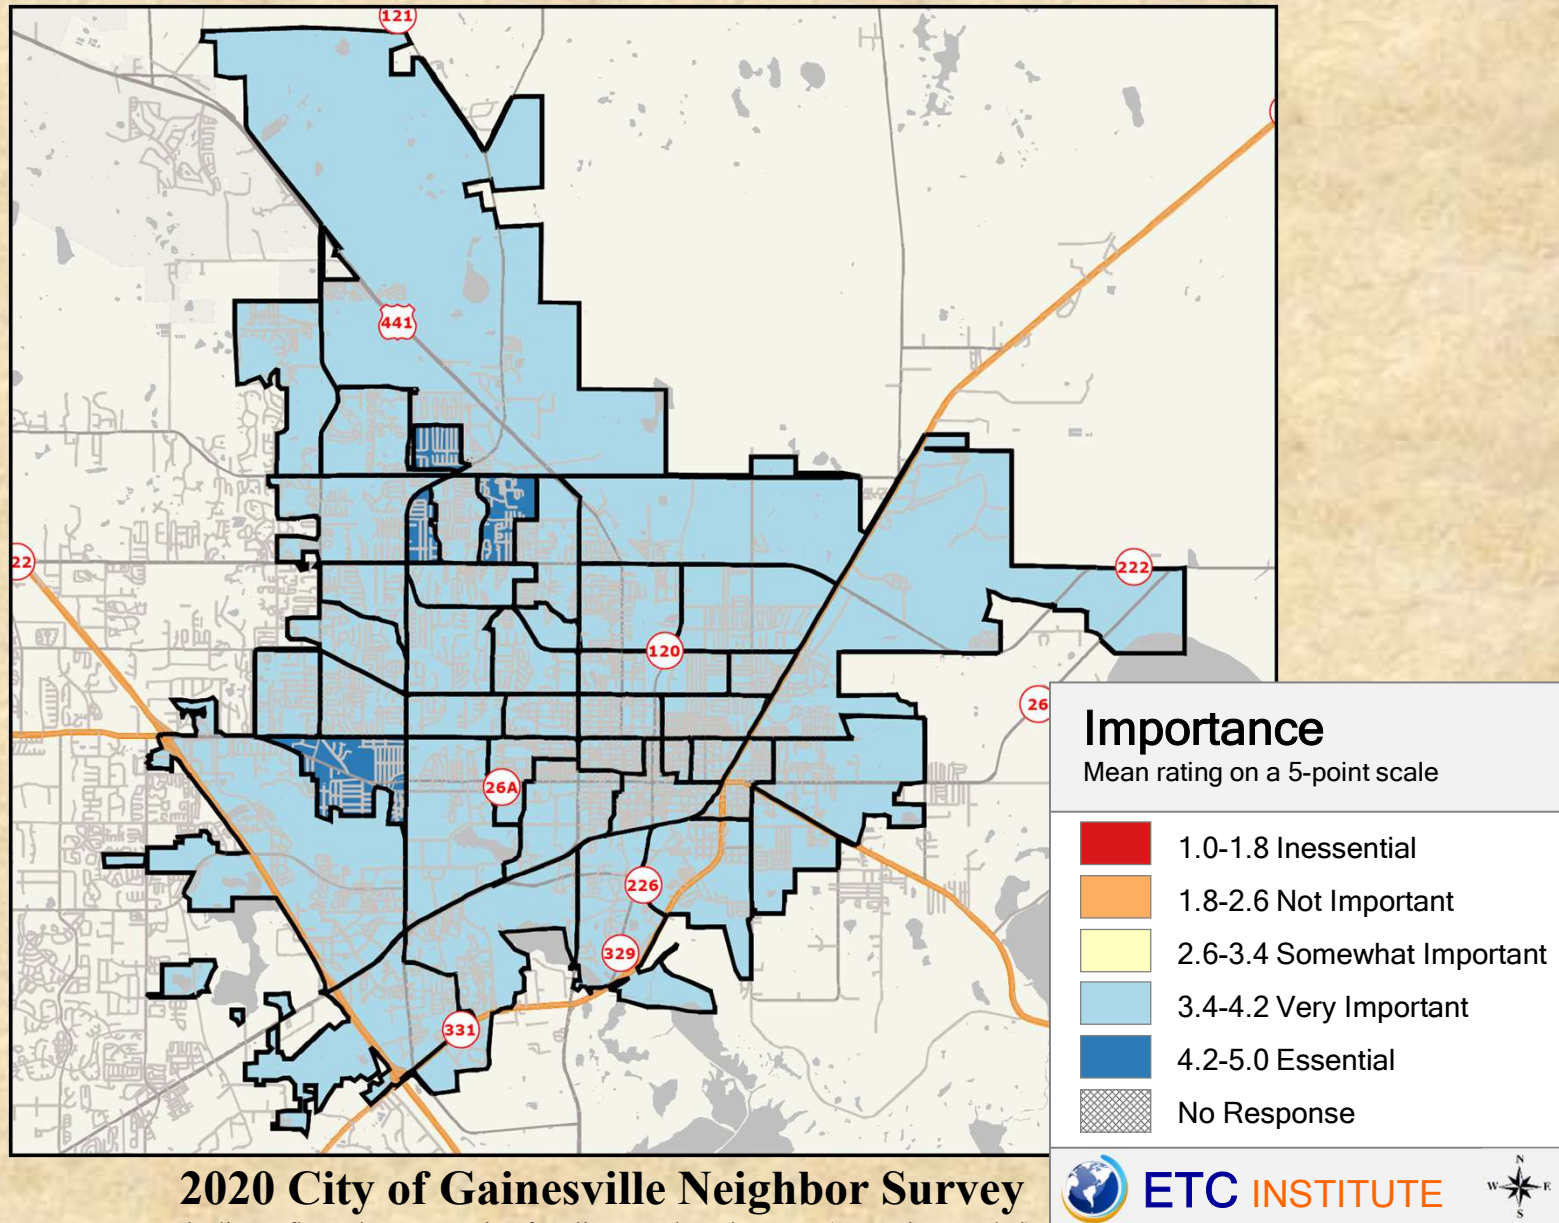 121
441
22
222
120
26
26A
226
329
331
Importance
Mean rating on a 5-point scale
1.0-1.8 Inessential
1.8-2.6 Not Important
2.6-3.4 Somewhat Important
3.4-4.2 Very Important
4.2-5.0 Essential
No Response
ETC INSTITUTE
N
W E
S
2020 City of Gainesville Neighbor Survey